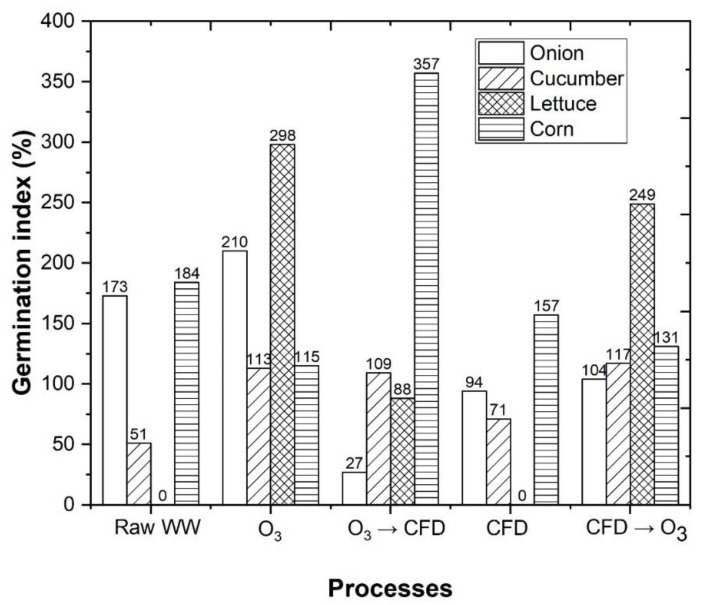 400
350
300
250
200
150
100
50
0
Germination index (%)
Onion
Cucumber
Lettuce
Corn
173
51
0
184
210
113
298
115
27
109
88
357
94
71
0
157
104
117
249
131
Raw WW
O₃
O₃ → CFD
CFD
CFD → O₃
Processes